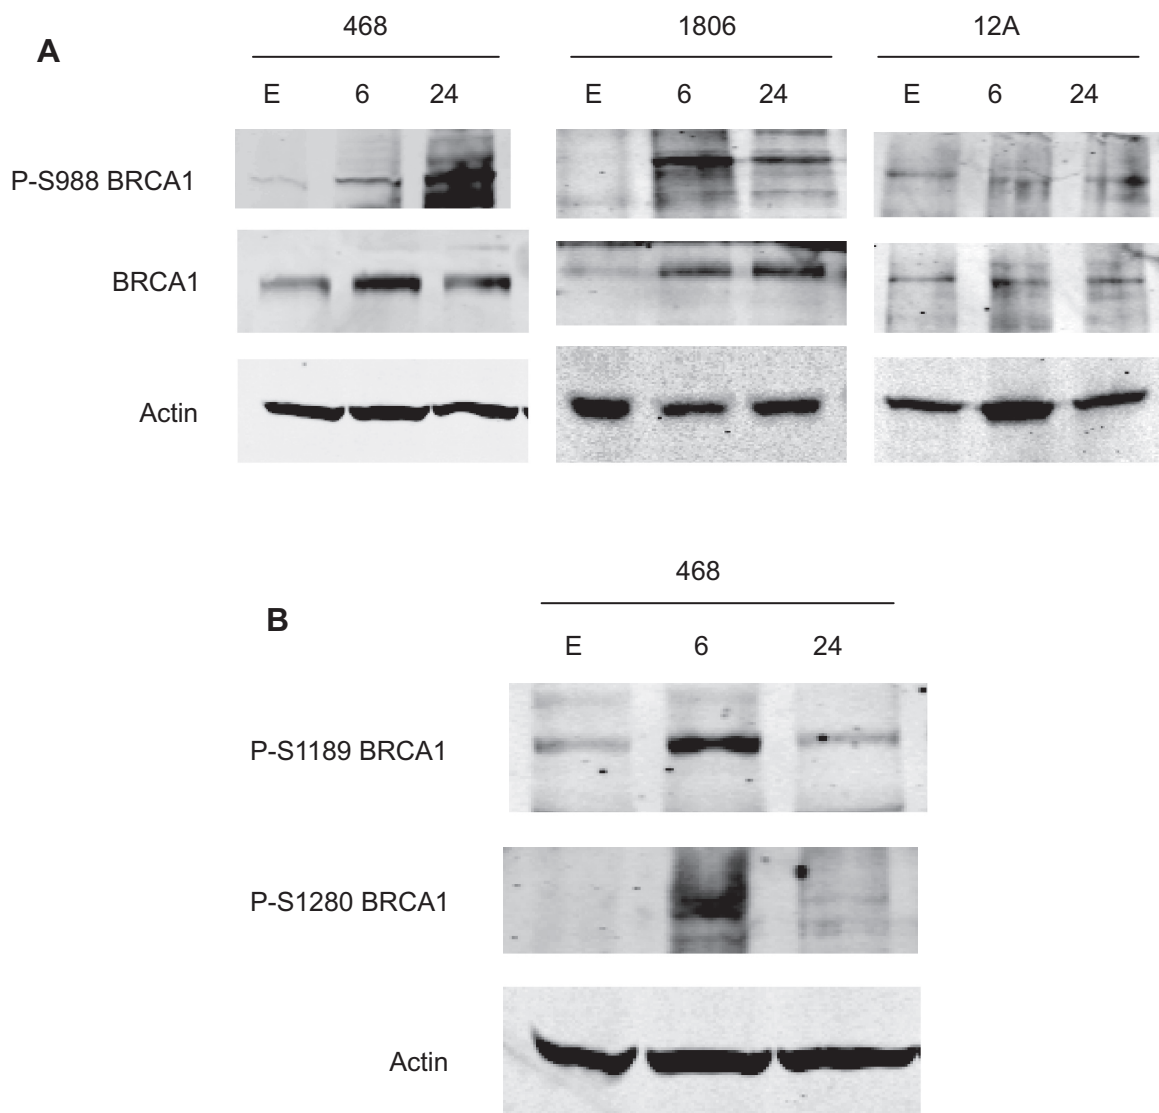 A
468 1806 12A
E 6 24 E 6 24 E 6 24
P-S988 BRCA1
BRCA1
Actin
468
B
E 6 24
P-S1189 BRCA1
P-S1280 BRCA1
Actin